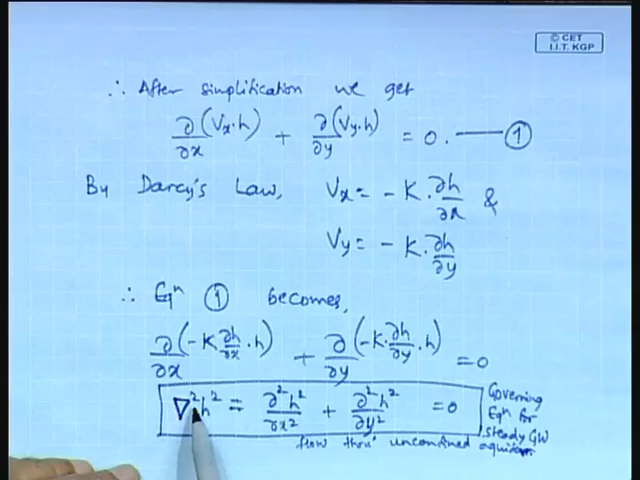 © CET
I.I.T. KGP
∴ After simplification we get
∂(Vx·h)/∂x + ∂(Vy·h)/∂y = 0. —— ①
By Darcy's Law, Vx = - K·∂h/∂x &
Vy = - K·∂h/∂y
∴ Eqⁿ ① becomes,
∂/∂x (-K ∂h/∂x · h) + ∂/∂y (-K·∂h/∂y · h) = 0
∇²h² = ∂²h²/∂x² + ∂²h²/∂y² = 0
Governing
Eqⁿ for
steady GW
flow thro' unconfined aquifer